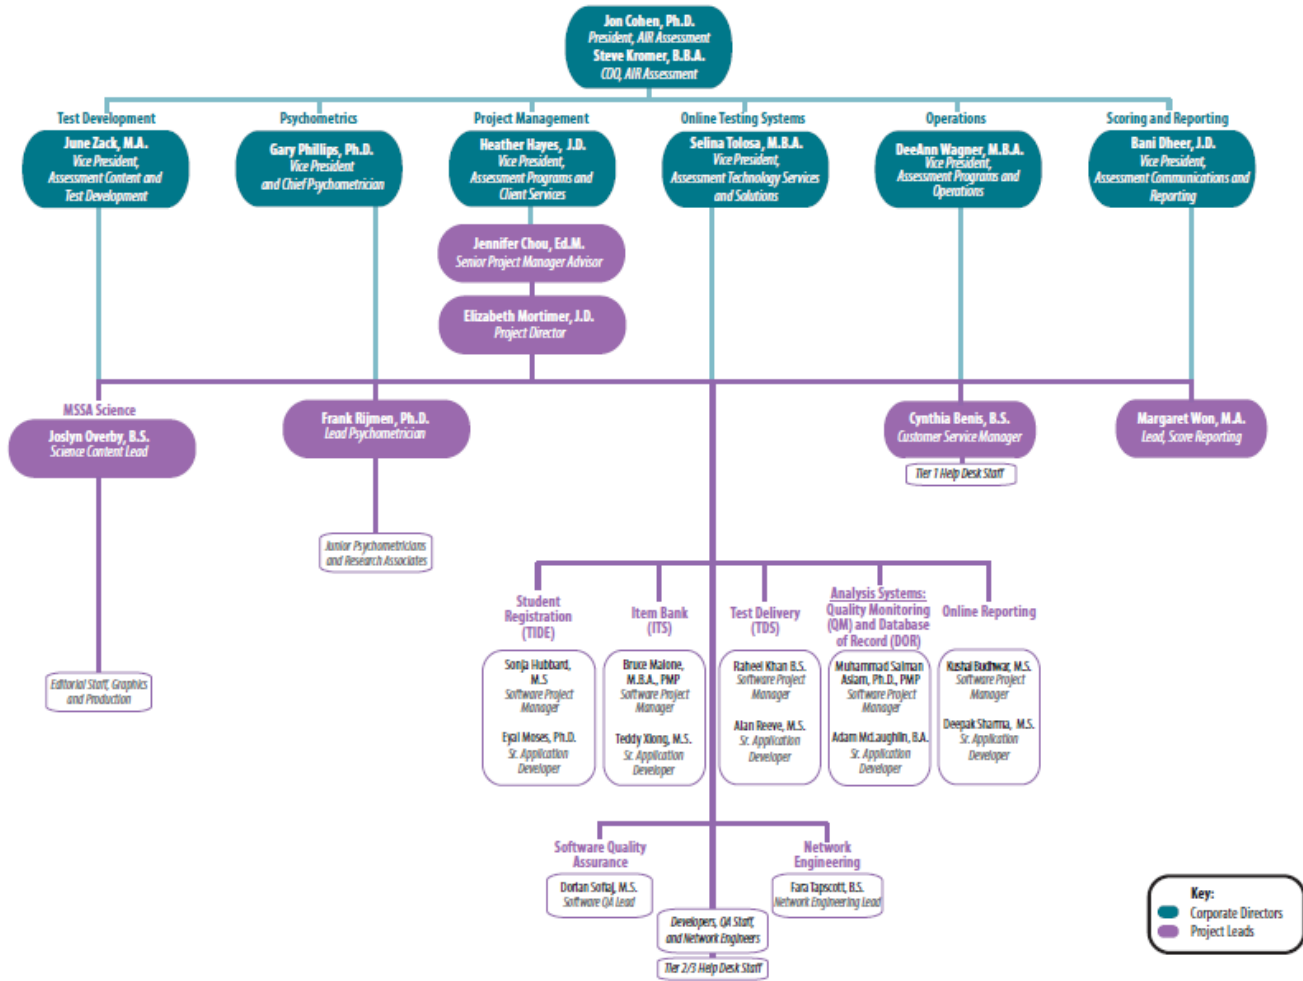 Jon Cohen, Ph.D.
President, AIR Assessment
Steve Kromer, B.B.A.
COO, AIR Assessment
Test Development
June Zack, M.A.
Vice President,
Assessment Content and
Test Development
Psychometrics
Gary Phillips, Ph.D.
Vice President
and Chief Psychometrician
Project Management
Heather Hayes, J.D.
Vice President,
Assessment Programs and
Client Services
Online Testing Systems
Selina Tolosa, M.B.A.
Vice President,
Assessment Technology Services
and Solutions
Operations
DeeAnn Wagner, M.B.A.
Vice President,
Assessment Programs and
Operations
Scoring and Reporting
Bani Dheer, J.D.
Vice President,
Assessment Communications and
Reporting
Jennifer Chou, Ed.M.
Senior Project Manager Advisor
Elizabeth Mortimer, J.D.
Project Director
MSSA Science
Joslyn Overby, B.S.
Science Content Lead
Frank Rijmen, Ph.D.
Lead Psychometrician
Cynthia Benis, B.S.
Customer Service Manager
Tier 1 Help Desk Staff
Margaret Won, M.A.
Lead, Score Reporting
Junior Psychometricians
and Research Associates
Editorial Staff, Graphics
and Production
Student
Registration
(TIDE)
Sonja Hubbard,
M.S
Software Project
Manager
Eyal Moses, Ph.D.
Sr. Application
Developer
Item Bank
(ITS)
Bruce Malone,
M.B.A., PMP
Software Project
Manager
Teddy Xiong, M.S.
Sr. Application
Developer
Test Delivery
(TDS)
Raheel Khan B.S.
Software Project
Manager
Alan Reeve, M.S.
Sr. Application
Developer
Analysis Systems:
Quality Monitoring
(QM) and Database
of Record (DOR)
Muhammad Salman
Aslam, Ph.D., PMP
Software Project
Manager
Adam McLaughlin, B.A.
Sr. Application
Developer
Online Reporting
Kushal Budhwar, M.S.
Software Project
Manager
Deepak Sharma, M.S.
Sr. Application
Developer
Software Quality
Assurance
Dorian Sofiaj, M.S.
Software QA Lead
Network
Engineering
Fara Tapscott, B.S.
Network Engineering Lead
Developers, QA Staff,
and Network Engineers
Tier 2/3 Help Desk Staff
Key:
Corporate Directors
Project Leads